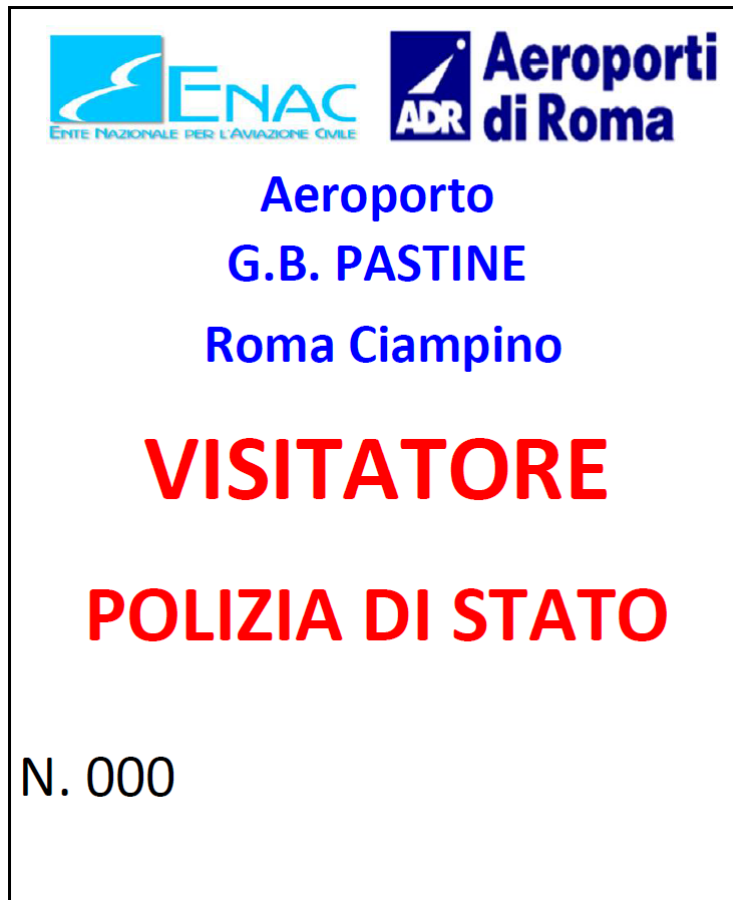 ENAC
ENTE NAZIONALE PER L'AVIAZIONE CIVILE
ADR
Aeroporti
di Roma
Aeroporto
G.B. PASTINE
Roma Ciampino
VISITATORE
POLIZIA DI STATO
N. 000